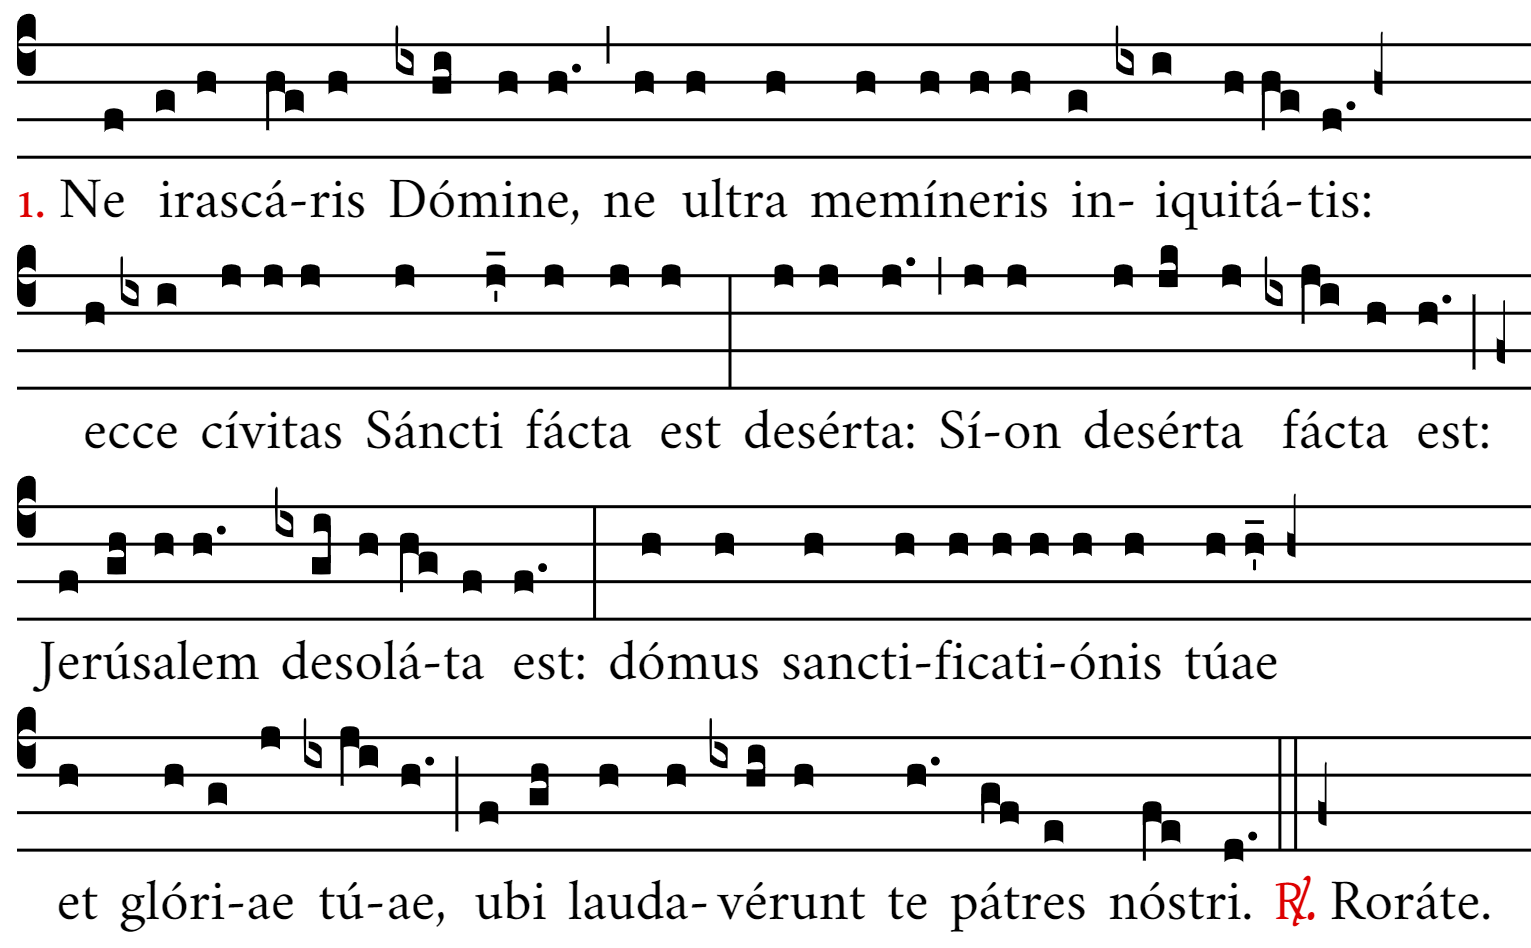 1. Ne irascá-ris Dómine, ne ultra memíneris in- iquitá-tis:
ecce cívitas Sáncti fácta est desérta: Sí-on desérta fácta est:
Jerúsalem desolá-ta est: dómus sancti-ficati-ónis túae
et glóri-ae tú-ae, ubi lauda-vérunt te pátres nóstri. ℟. Roráte.